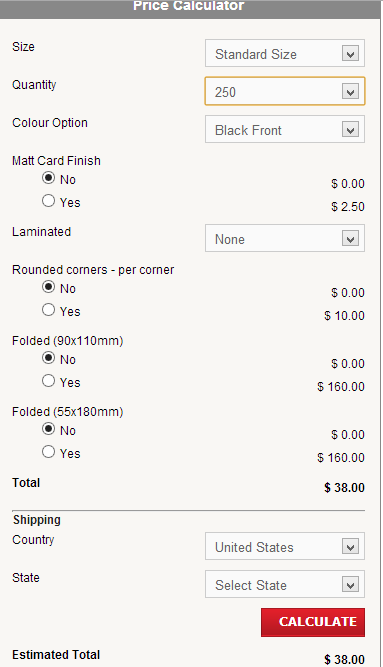 Price Calculator
Size
Standard Size
Quantity
250
Colour Option
Black Front
Matt Card Finish
No $ 0.00
Yes $ 2.50
Laminated
None
Rounded corners - per corner
No $ 0.00
Yes $ 10.00
Folded (90x110mm)
No $ 0.00
Yes $ 160.00
Folded (55x180mm)
No $ 0.00
Yes $ 160.00
Total $ 38.00
Shipping
Country
United States
State
Select State
CALCULATE
Estimated Total $ 38.00